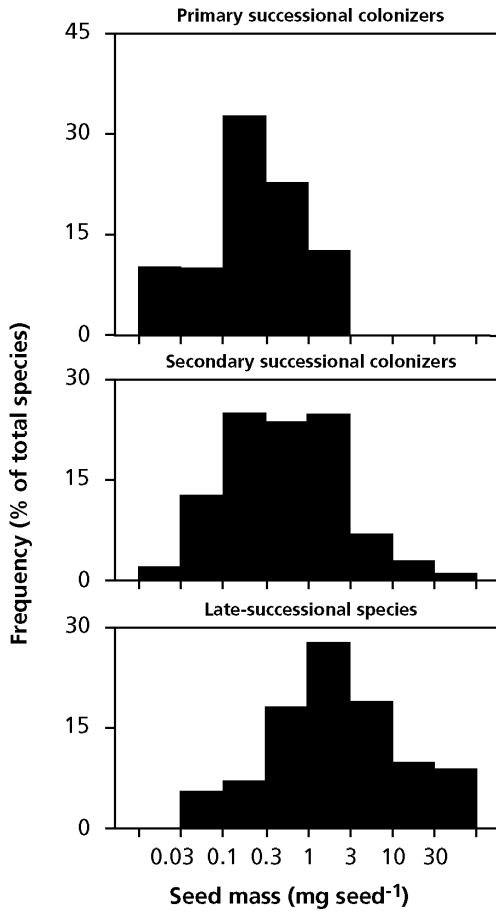 Primary successional colonizers
45
30
15
0
Secondary successional colonizers
30
15
0
Late-successional species
30
15
0
0.03 0.1 0.3 1 3 10 30
Seed mass (mg seed-1)
Frequency (% of total species)